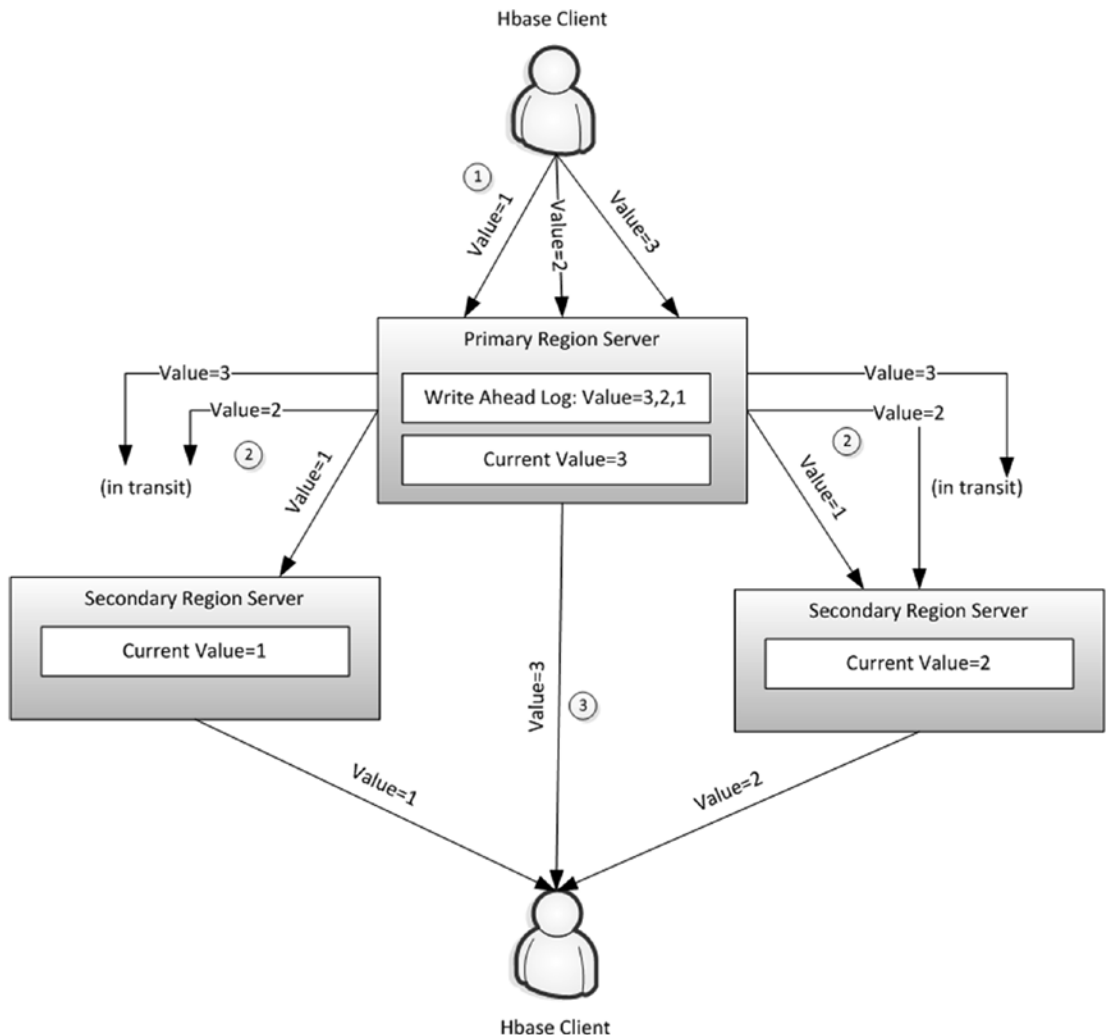 Hbase Client
1
Value=1
Value=2
Value=3
Primary Region Server
Write Ahead Log: Value=3,2,1
Current Value=3
Value=3
Value=2
2
Value=1
(in transit)
Value=3
Value=2
2
Value=1
(in transit)
Secondary Region Server
Current Value=1
Secondary Region Server
Current Value=2
Value=3
3
Value=1
Value=2
Hbase Client